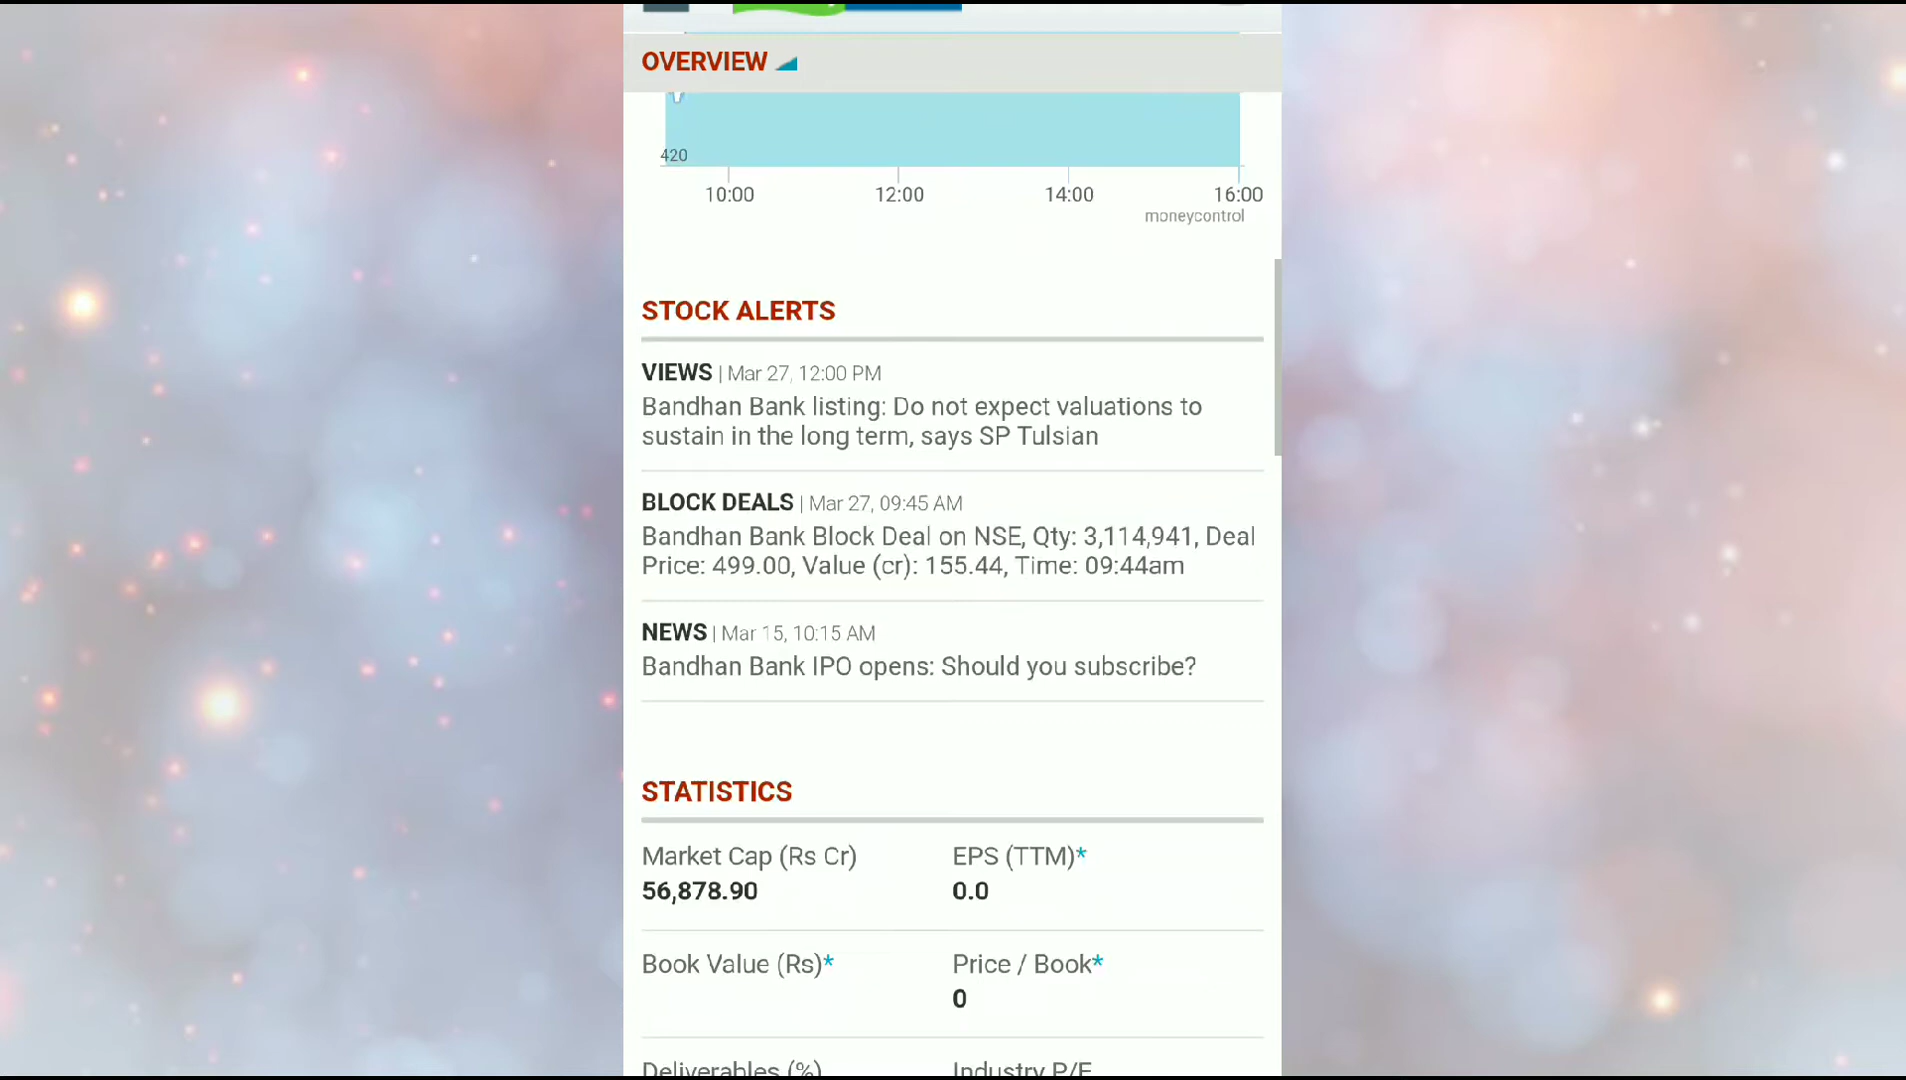 OVERVIEW
420
10:00 12:00 14:00 16:00
moneycontrol
STOCK ALERTS
VIEWS | Mar 27, 12:00 PM
Bandhan Bank listing: Do not expect valuations to
sustain in the long term, says SP Tulsian
BLOCK DEALS | Mar 27, 09:45 AM
Bandhan Bank Block Deal on NSE, Qty: 3,114,941, Deal
Price: 499.00, Value (cr): 155.44, Time: 09:44am
NEWS | Mar 15, 10:15 AM
Bandhan Bank IPO opens: Should you subscribe?
STATISTICS
Market Cap (Rs Cr) EPS (TTM)*
56,878.90 0.0
Book Value (Rs)* Price / Book*
0
Deliverables (%) Industry P/E